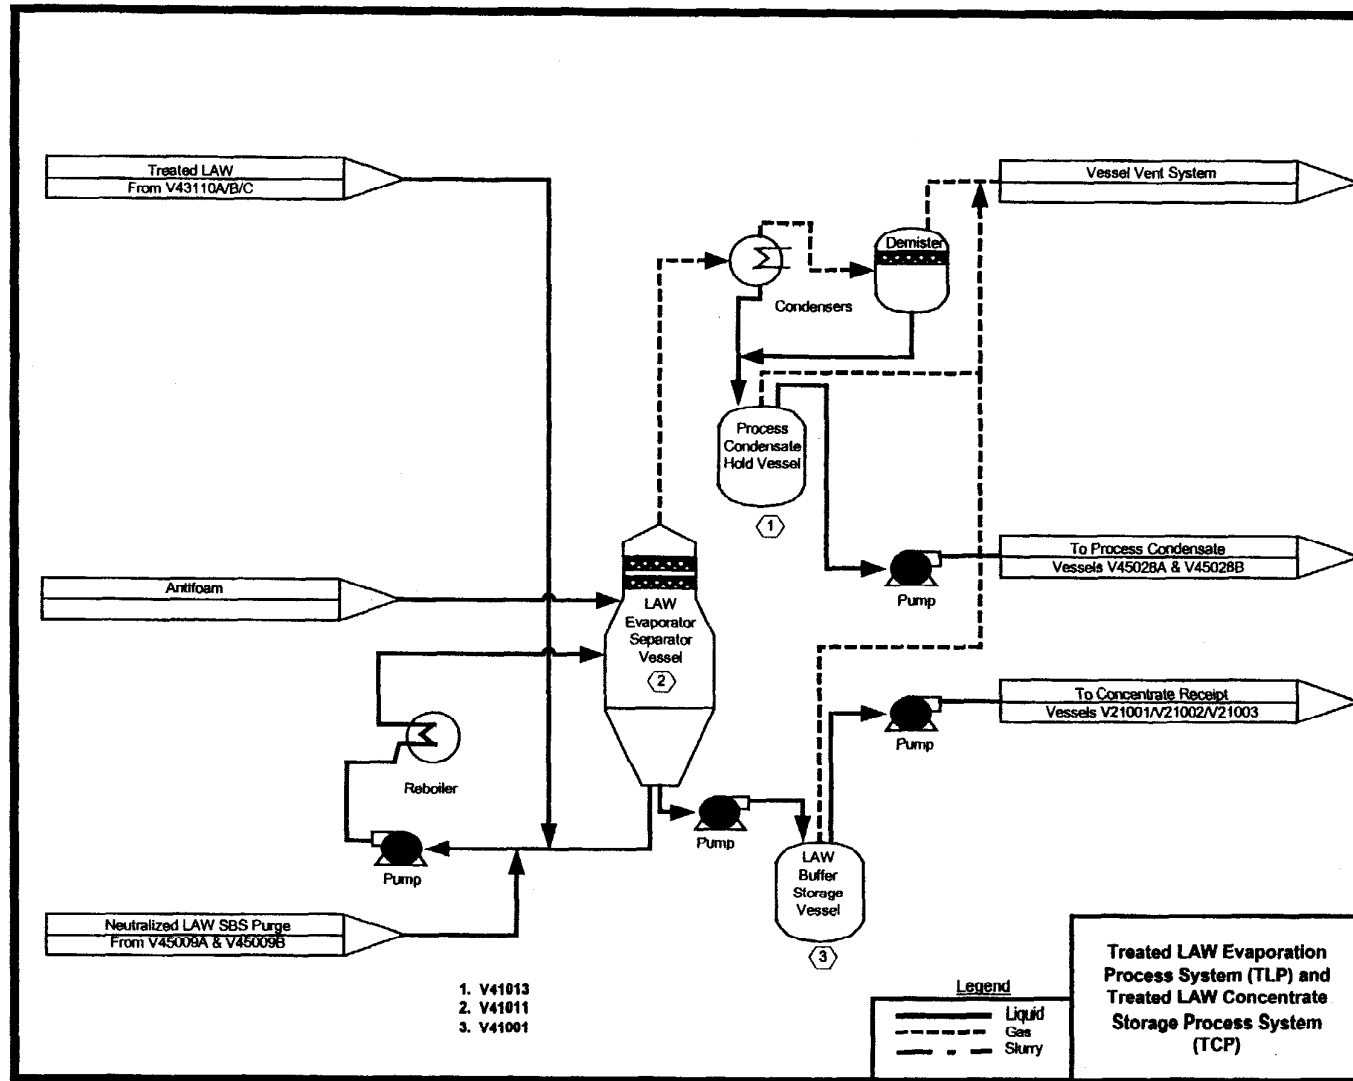 Treated LAW
From V43110A/B/C
Vessel Vent System
Demister
Condensers
Process
Condensate
Hold Vessel
1
To Process Condensate
Vessels V45028A & V45028B
Pump
Antifoam
LAW
Evaporator
Separator
Vessel
2
To Concentrate Receipt
Vessels V21001/V21002/V21003
Pump
Reboiler
Pump
Pump
LAW
Buffer
Storage
Vessel
3
Neutralized LAW SBS Purge
From V45009A & V45009B
1. V41013
2. V41011
3. V41001
Legend
Liquid
Gas
Slurry
Treated LAW Evaporation
Process System (TLP) and
Treated LAW Concentrate
Storage Process System
(TCP)